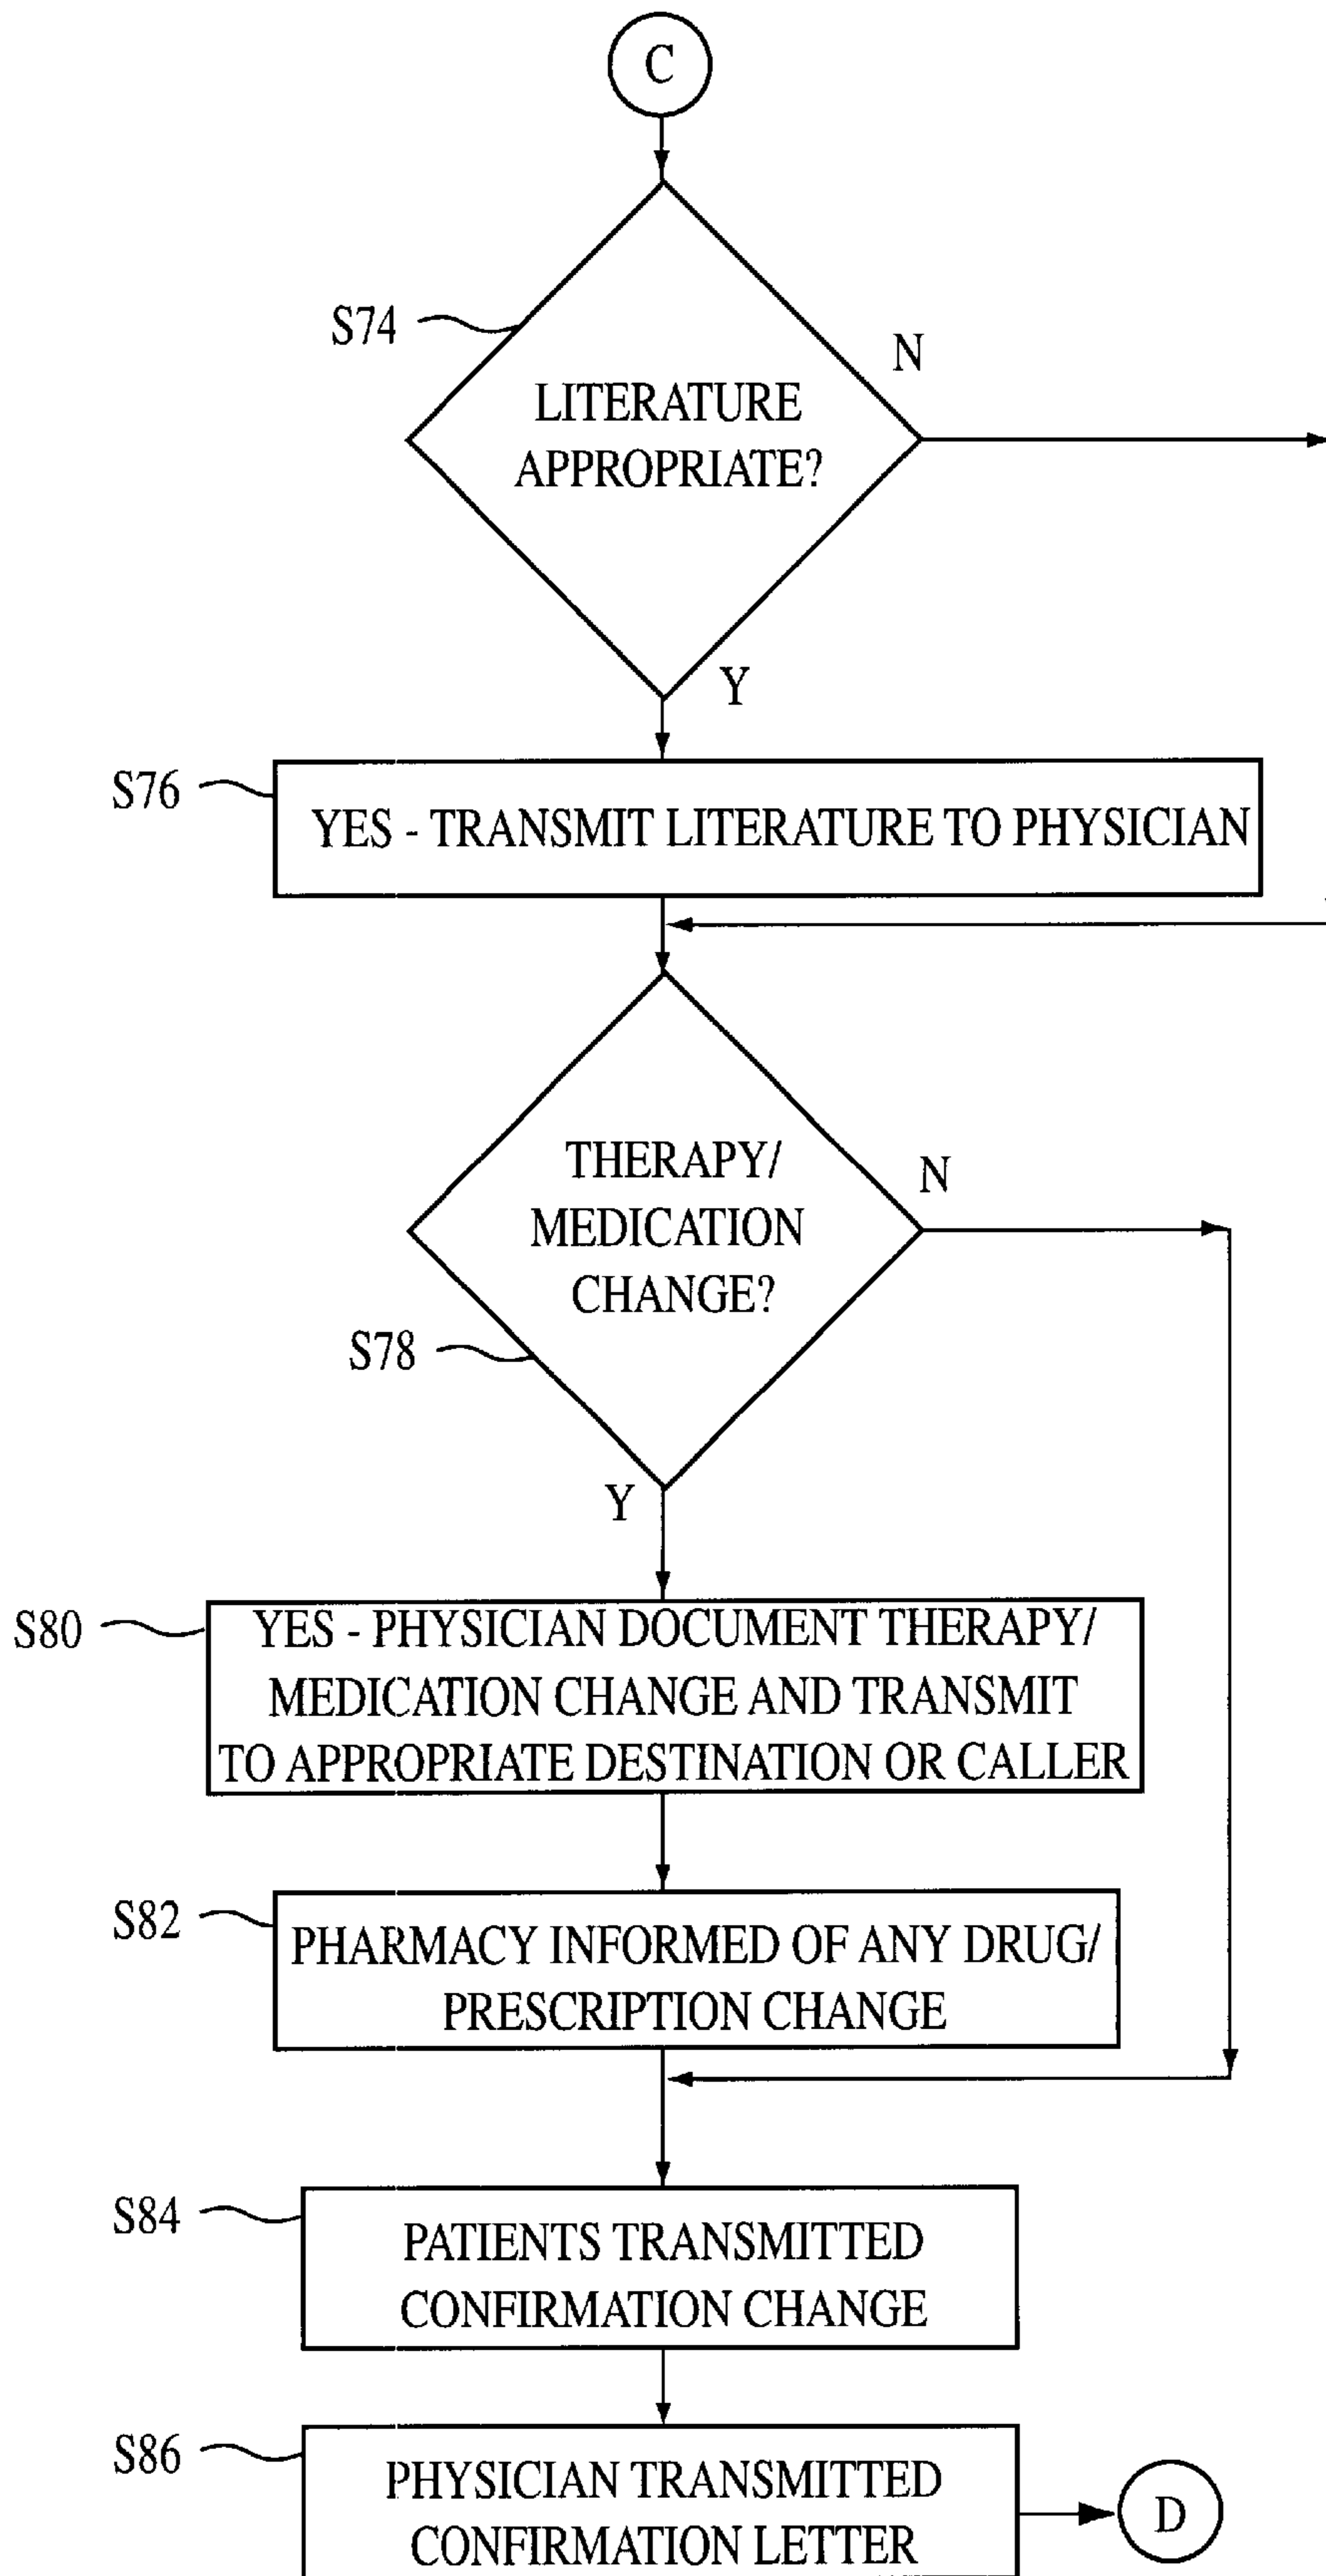 C
S74
N
LITERATURE
APPROPRIATE?
Y
S76
YES - TRANSMIT LITERATURE TO PHYSICIAN
THERAPY/
N
MEDICATION
CHANGE?
S78
Y
S80
YES - PHYSICIAN DOCUMENT THERAPY/
MEDICATION CHANGE AND TRANSMIT
TO APPROPRIATE DESTINATION OR CALLER
S82
PHARMACY INFORMED OF ANY DRUG/
PRESCRIPTION CHANGE
S84
PATIENTS TRANSMITTED
CONFIRMATION CHANGE
S86
PHYSICIAN TRANSMITTED
CONFIRMATION LETTER
D